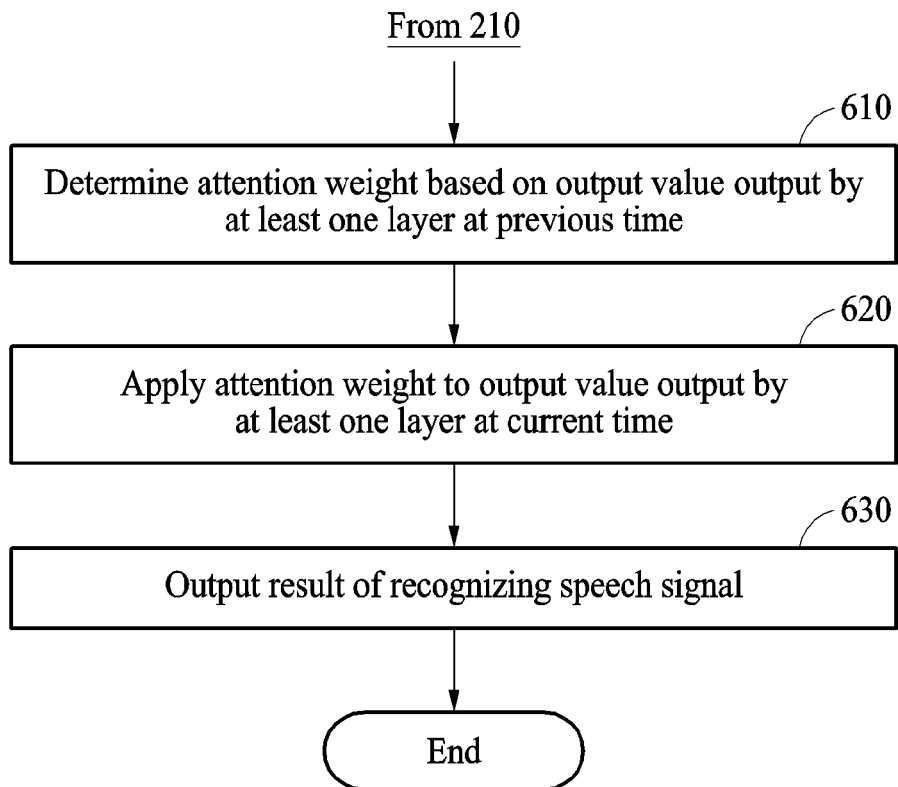 From 210
610
Determine attention weight based on output value output by
at least one layer at previous time
620
Apply attention weight to output value output by
at least one layer at current time
630
Output result of recognizing speech signal
End